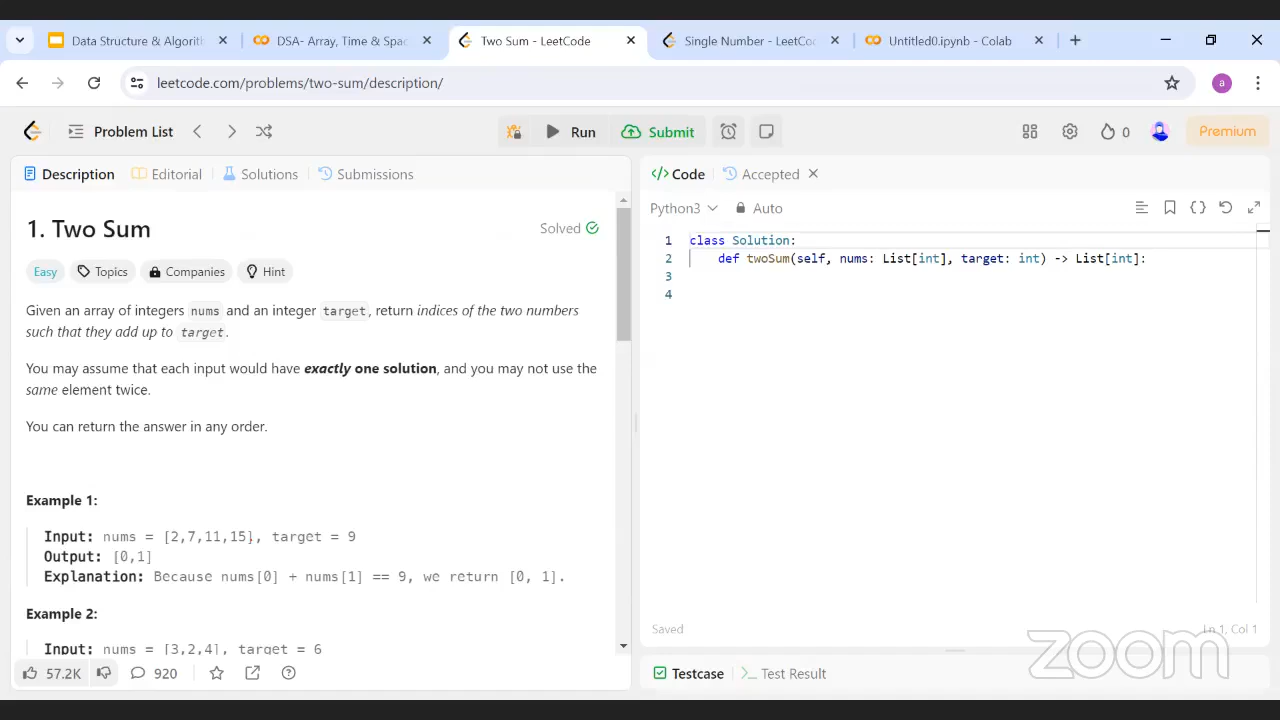 Data Structure & Algorith
DSA- Array, Time & Spac
Two Sum - LeetCode
Single Number - LeetCo
Untitled0.ipynb - Colab
leetcode.com/problems/two-sum/description/
a
Problem List
Run
Submit
0
Premium
Description
Editorial
Solutions
Submissions
Code
Accepted
1. Two Sum
Solved
Python3
Auto
Easy
Topics
Companies
Hint
Given an array of integers nums and an integer target, return indices of the two numbers
such that they add up to target.
You may assume that each input would have exactly one solution, and you may not use the
same element twice.
You can return the answer in any order.
Example 1:
Input: nums = [2,7,11,15], target = 9
Output: [0,1]
Explanation: Because nums[0] + nums[1] == 9, we return [0, 1].
Example 2:
Input: nums = [3,2,4], target = 6
57.2K
920
1 class Solution:
2 def twoSum(self, nums: List[int], target: int) -> List[int]:
3
4
Saved
Ln 1, Col 1
zoom
Testcase
Test Result